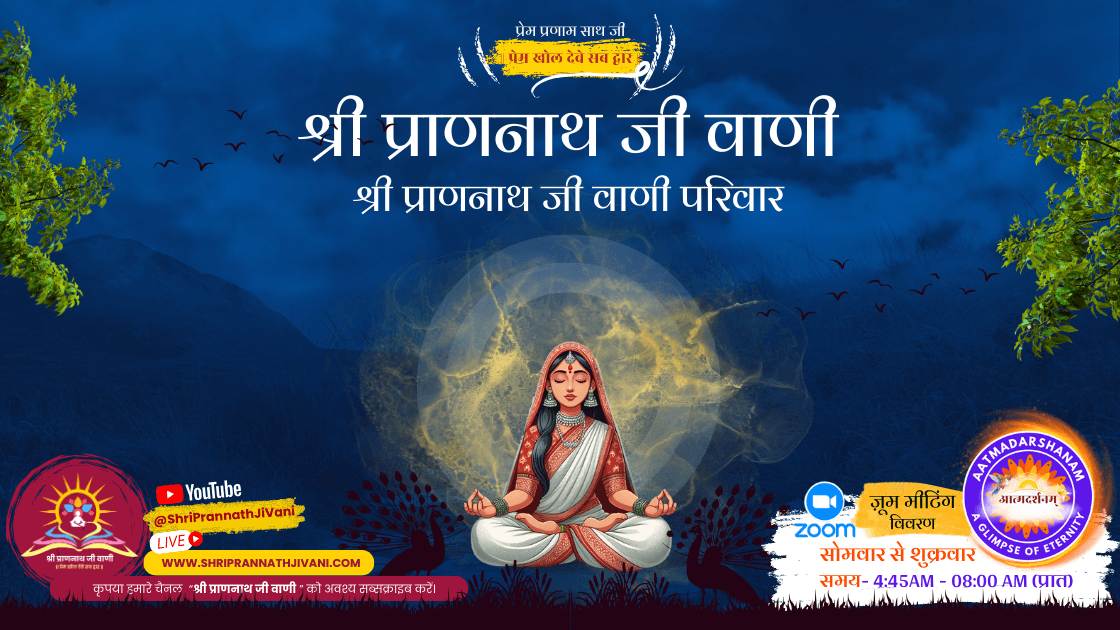 प्रेम प्रणाम साथ जी
प्रेम खोल देवे सब द्वार
श्री प्राणनाथ जी वाणी
श्री प्राणनाथ जी वाणी परिवार
YouTube
@ShriPrannathJiVani
LIVE
WWW.SHRIPRANNATHJIVANI.COM
कृपया हमारे चैनल "श्री प्राणनाथ जी वाणी " को अवश्य सब्सक्राइब करें।
श्री प्राणनाथ जी वाणी
॥ प्रेम खोल देवे सब द्वार ॥
zoom
ज़ूम मीटिंग
विवरण
सोमवार से शुक्रवार
समय- 4:45AM - 08:00 AM (प्रात)
AATMADARSHANAM
आत्मदर्शनम्
A GLIMPSE OF ETERNITY